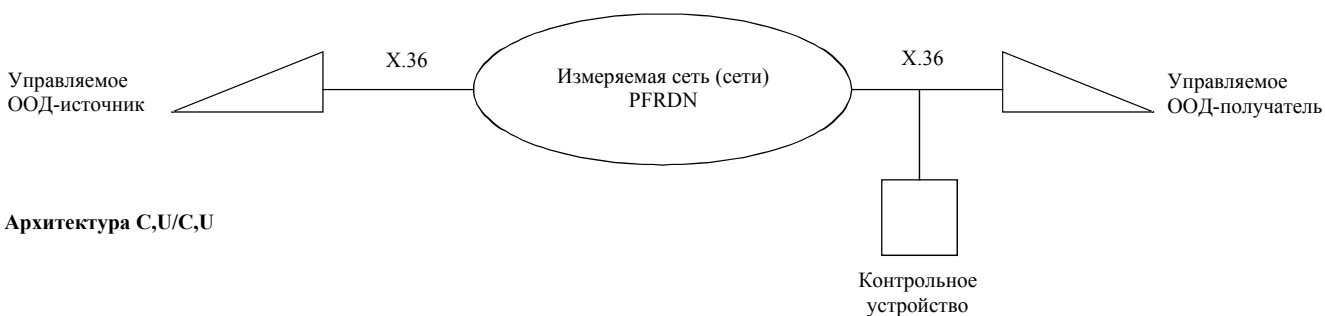 X.36
X.36
Управляемое
ООД-источник
Измеряемая сеть (сети)
PFRDN
Управляемое
ООД-получатель
Архитектура C,U/C,U
Контрольное
устройство